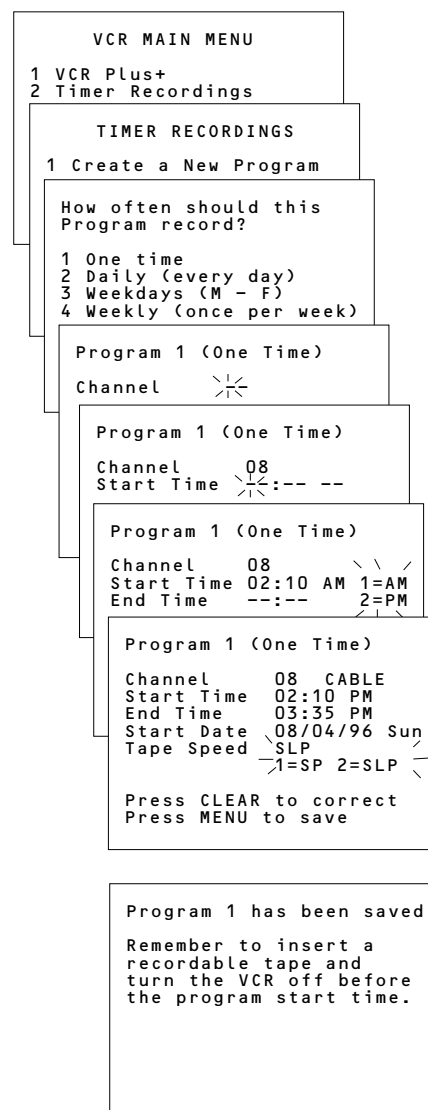 VCR MAIN MENU
1 VCR Plus+
2 Timer Recordings
TIMER RECORDINGS
1 Create a New Program
How often should this
Program record?
1 One time
2 Daily (every day)
3 Weekdays (M - F)
4 Weekly (once per week)
Program 1 (One Time)
Channel --
Program 1 (One Time)
Channel 08
Start Time --:-- --
Program 1 (One Time)
Channel 08
Start Time 02:10 AM 1=AM
End Time --:-- 2=PM
Program 1 (One Time)
Channel 08 CABLE
Start Time 02:10 PM
End Time 03:35 PM
Start Date 08/04/96 Sun
Tape Speed SLP
1=SP 2=SLP
Press CLEAR to correct
Press MENU to save
Program 1 has been saved
Remember to insert a
recordable tape and
turn the VCR off before
the program start time.